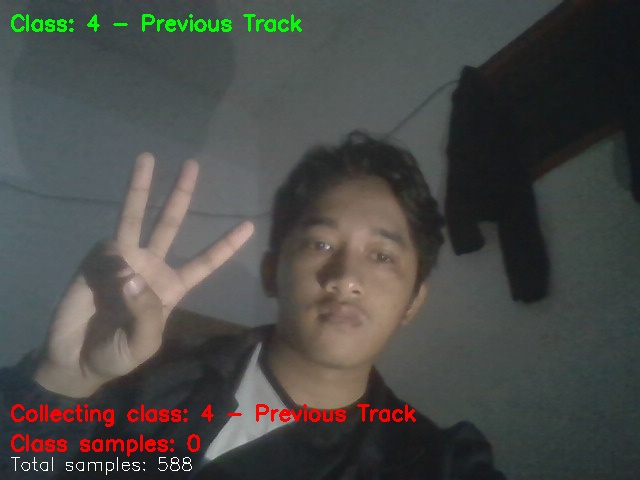 Class: 4 - Previous Track
Collecting class: 4 - Previous Track
Class samples: 0
Total samples: 588